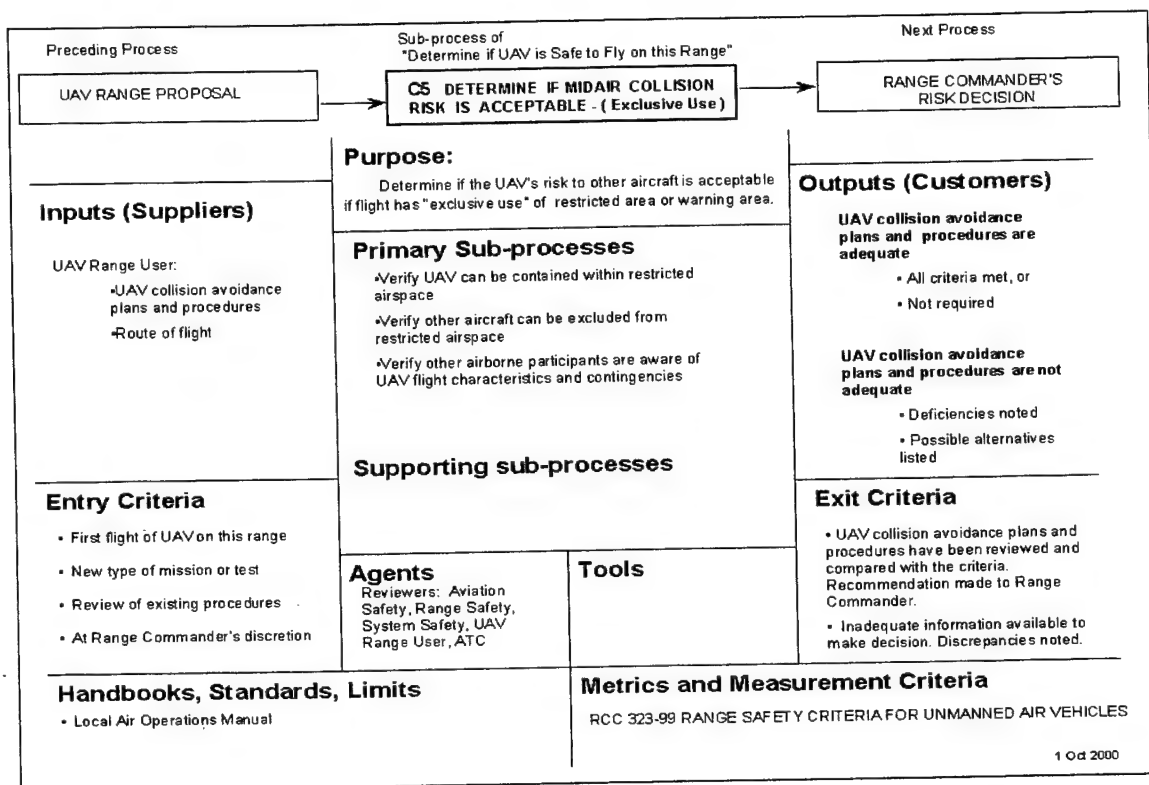 Preceding Process
Sub-process of
"Determine if UAV is Safe to Fly on this Range"
Next Process
UAV RANGE PROPOSAL
C5 DETERMINE IF MIDAIR COLLISION
RISK IS ACCEPTABLE - ( Exclusive Use )
RANGE COMMANDER'S
RISK DECISION
Purpose:
Determine if the UAV's risk to other aircraft is acceptable
if flight has "exclusive use" of restricted area or warning area.
Inputs (Suppliers)
UAV Range User:
•UAV collision avoidance
plans and procedures
•Route of flight
Primary Sub-processes
•Verify UAV can be contained within restricted
airspace
•Verify other aircraft can be excluded from
restricted airspace
•Verify other airborne participants are aware of
UAV flight characteristics and contingencies
Supporting sub-processes
Outputs (Customers)
UAV collision avoidance
plans and procedures are
adequate
• All criteria met, or
• Not required
UAV collision avoidance
plans and procedures are not
adequate
• Deficiencies noted
• Possible alternatives
listed
Entry Criteria
• First flight of UAV on this range
• New type of mission or test
• Review of existing procedures
• At Range Commander's discretion
Agents
Reviewers: Aviation
Safety, Range Safety,
System Safety, UAV
Range User, ATC
Tools
Exit Criteria
• UAV collision avoidance plans and
procedures have been reviewed and
compared with the criteria.
Recommendation made to Range
Commander.
• Inadequate information available to
make decision. Discrepancies noted.
Handbooks, Standards, Limits
• Local Air Operations Manual
Metrics and Measurement Criteria
RCC 323-99 RANGE SAFETY CRITERIA FOR UNMANNED AIR VEHICLES
1 Oct 2000